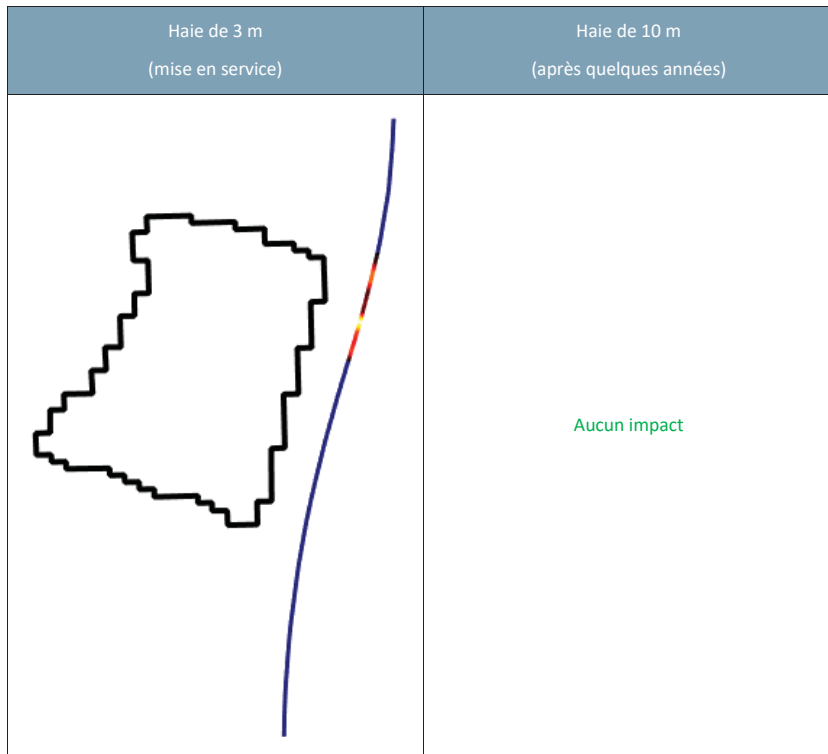 Haie de 3 m
(mise en service)
Haie de 10 m
(après quelques années)
Aucun impact